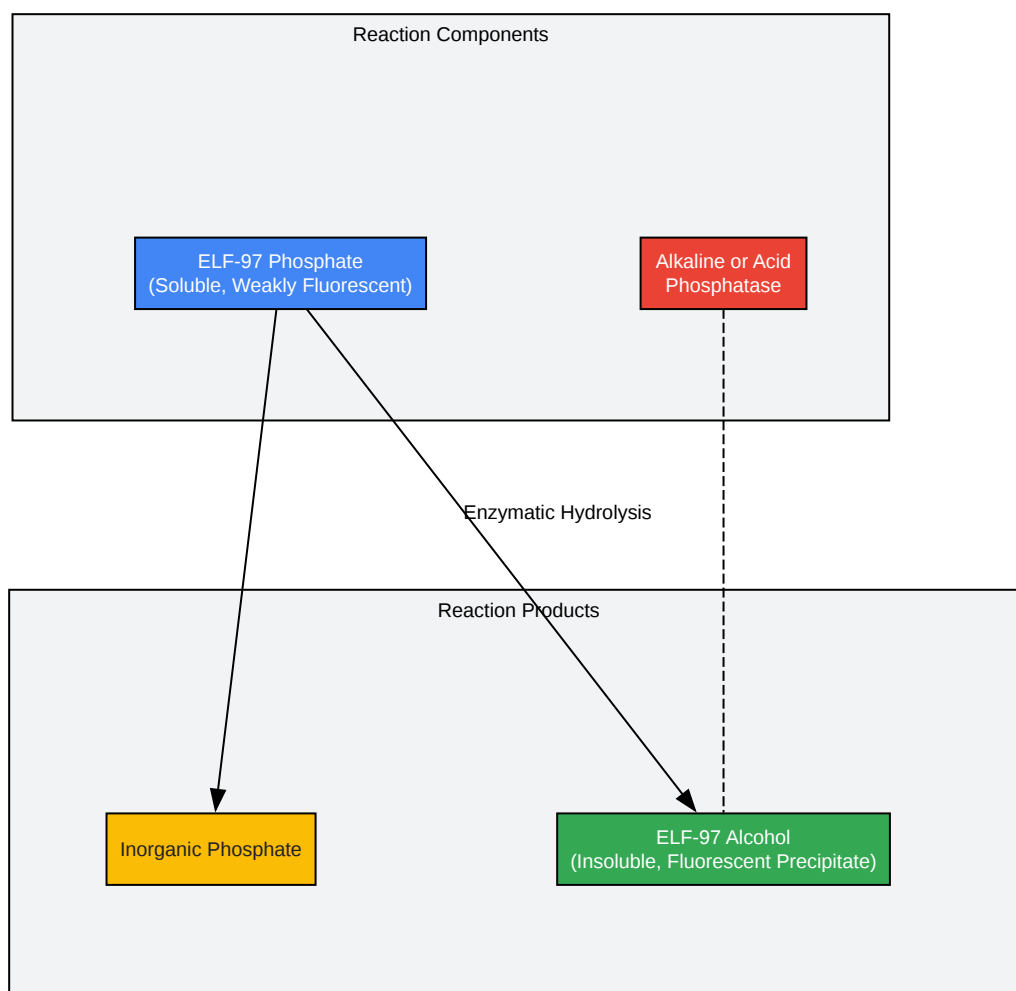 Reaction Components
ELF-97 Phosphate
(Soluble, Weakly Fluorescent)
Alkaline or Acid
Phosphatase
Enzymatic Hydrolysis
Reaction Products
Inorganic Phosphate
ELF-97 Alcohol
(Insoluble, Fluorescent Precipitate)